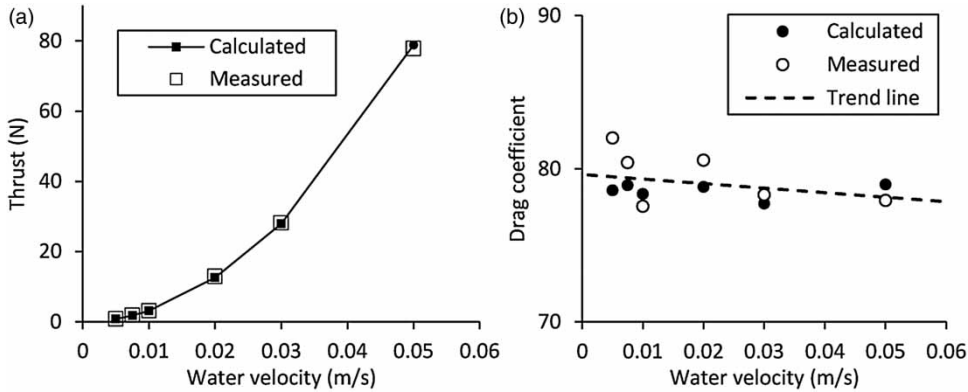 (a)
Thrust (N)
80
60
40
20
0
Calculated
Measured
0 0.01 0.02 0.03 0.04 0.05 0.06
Water velocity (m/s)
(b)
Drag coefficient
90
80
70
Calculated
Measured
Trend line
0 0.01 0.02 0.03 0.04 0.05 0.06
Water velocity (m/s)